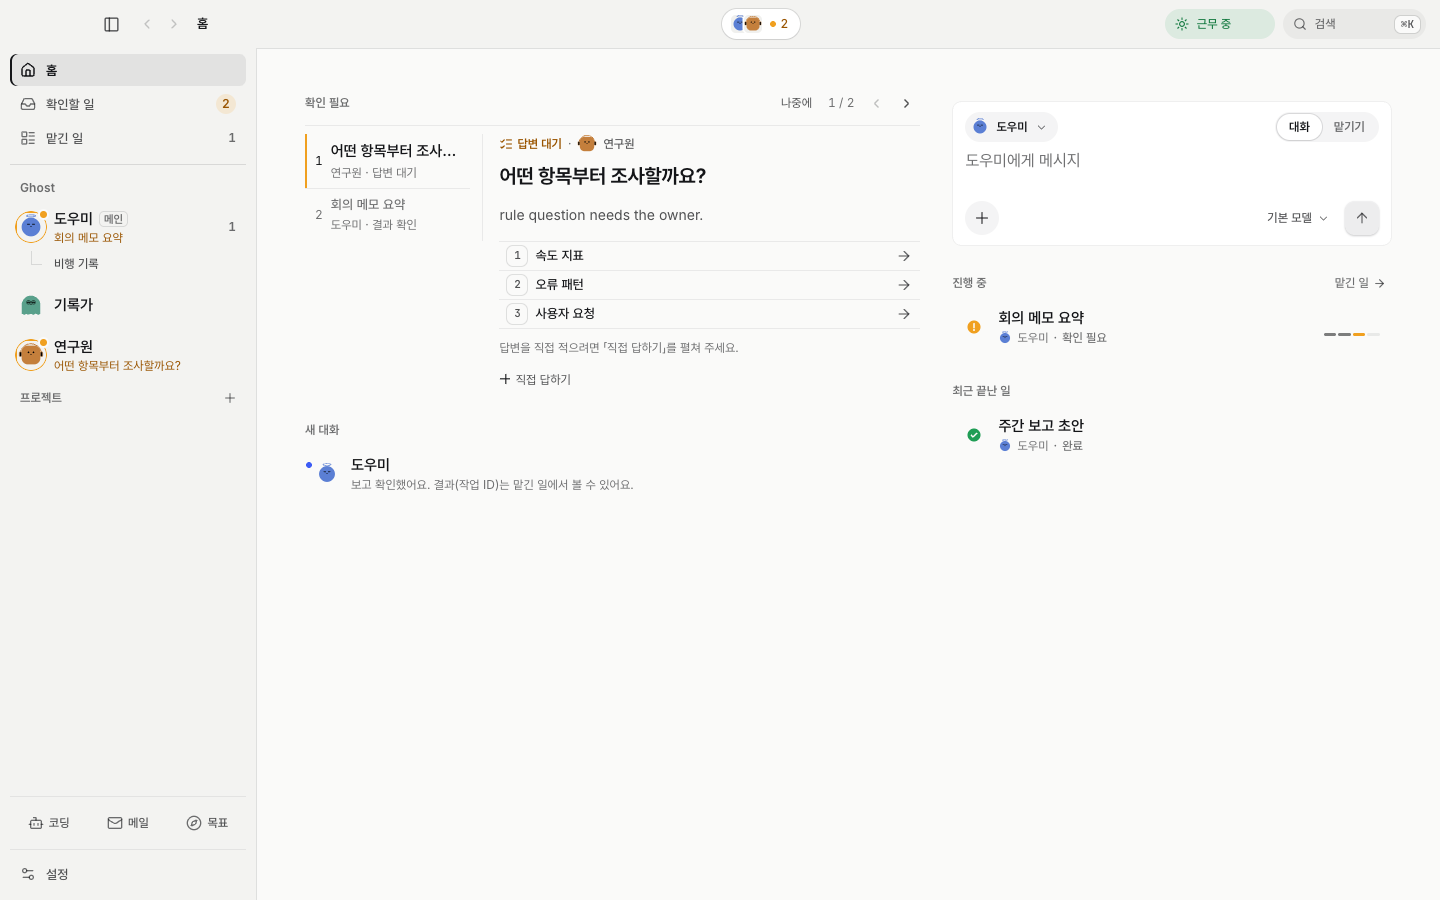 홈
2
근무 중
검색
⌘K
홈
확인할 일
2
맡긴 일
1
Ghost
도우미
메인
회의 메모 요약
1
비행 기록
기록가
연구원
어떤 항목부터 조사할까요?
프로젝트
코딩
메일
목표
설정
확인 필요
나중에
1 / 2
1
어떤 항목부터 조사...
연구원 · 답변 대기
2
회의 메모 요약
도우미 · 결과 확인
답변 대기 · 연구원
어떤 항목부터 조사할까요?
rule question needs the owner.
1 속도 지표
2 오류 패턴
3 사용자 요청
답변을 직접 적으려면 「직접 답하기」를 펼쳐 주세요.
직접 답하기
새 대화
도우미
보고 확인했어요. 결과(작업 ID)는 맡긴 일에서 볼 수 있어요.
도우미
대화
맡기기
도우미에게 메시지
기본 모델
진행 중
맡긴 일
회의 메모 요약
도우미 · 확인 필요
최근 끝난 일
주간 보고 초안
도우미 · 완료